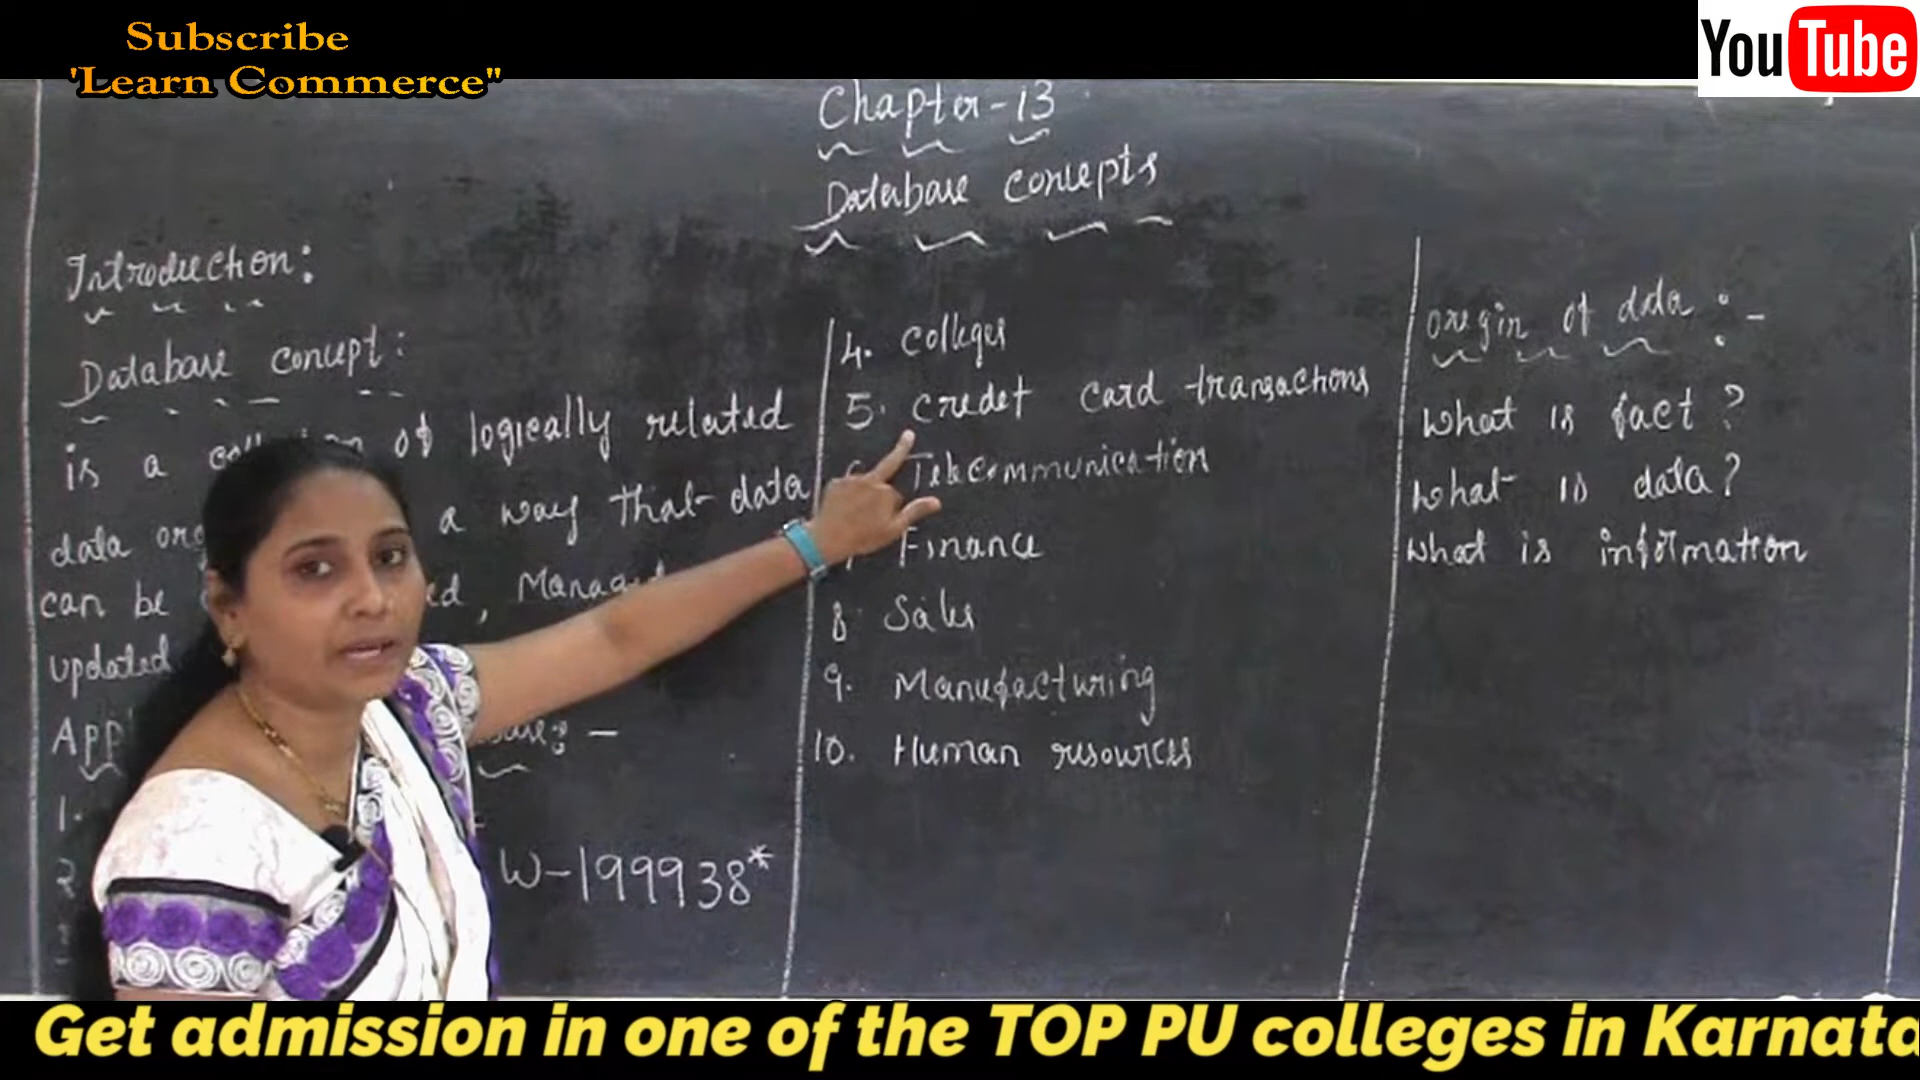 Subscribe
'Learn Commerce"
YouTube
Chapter-13
Database concepts
Introduction:
Database concept:
is a of logically related
data a way that data
can be , Managed
updated
:-
1.
2
W-199938*
4. colleges
5. credet card transactions
Telecommunication
Finance
8. Sales
9. Manufacturing
10. Human resources
origin of data :-
What is fact?
What is data?
What is information
Get admission in one of the TOP PU colleges in Karnata